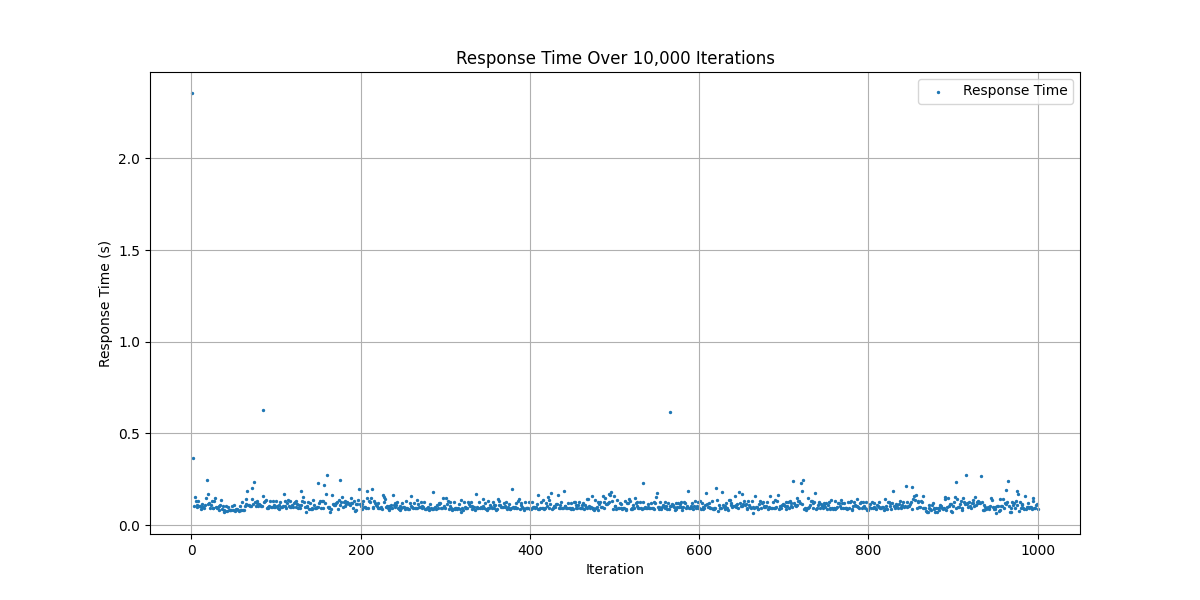 Response Time Over 10,000 Iterations
Response Time
2.0
1.5
1.0
0.5
0.0
Response Time (s)
0 200 400 600 800 1000
Iteration